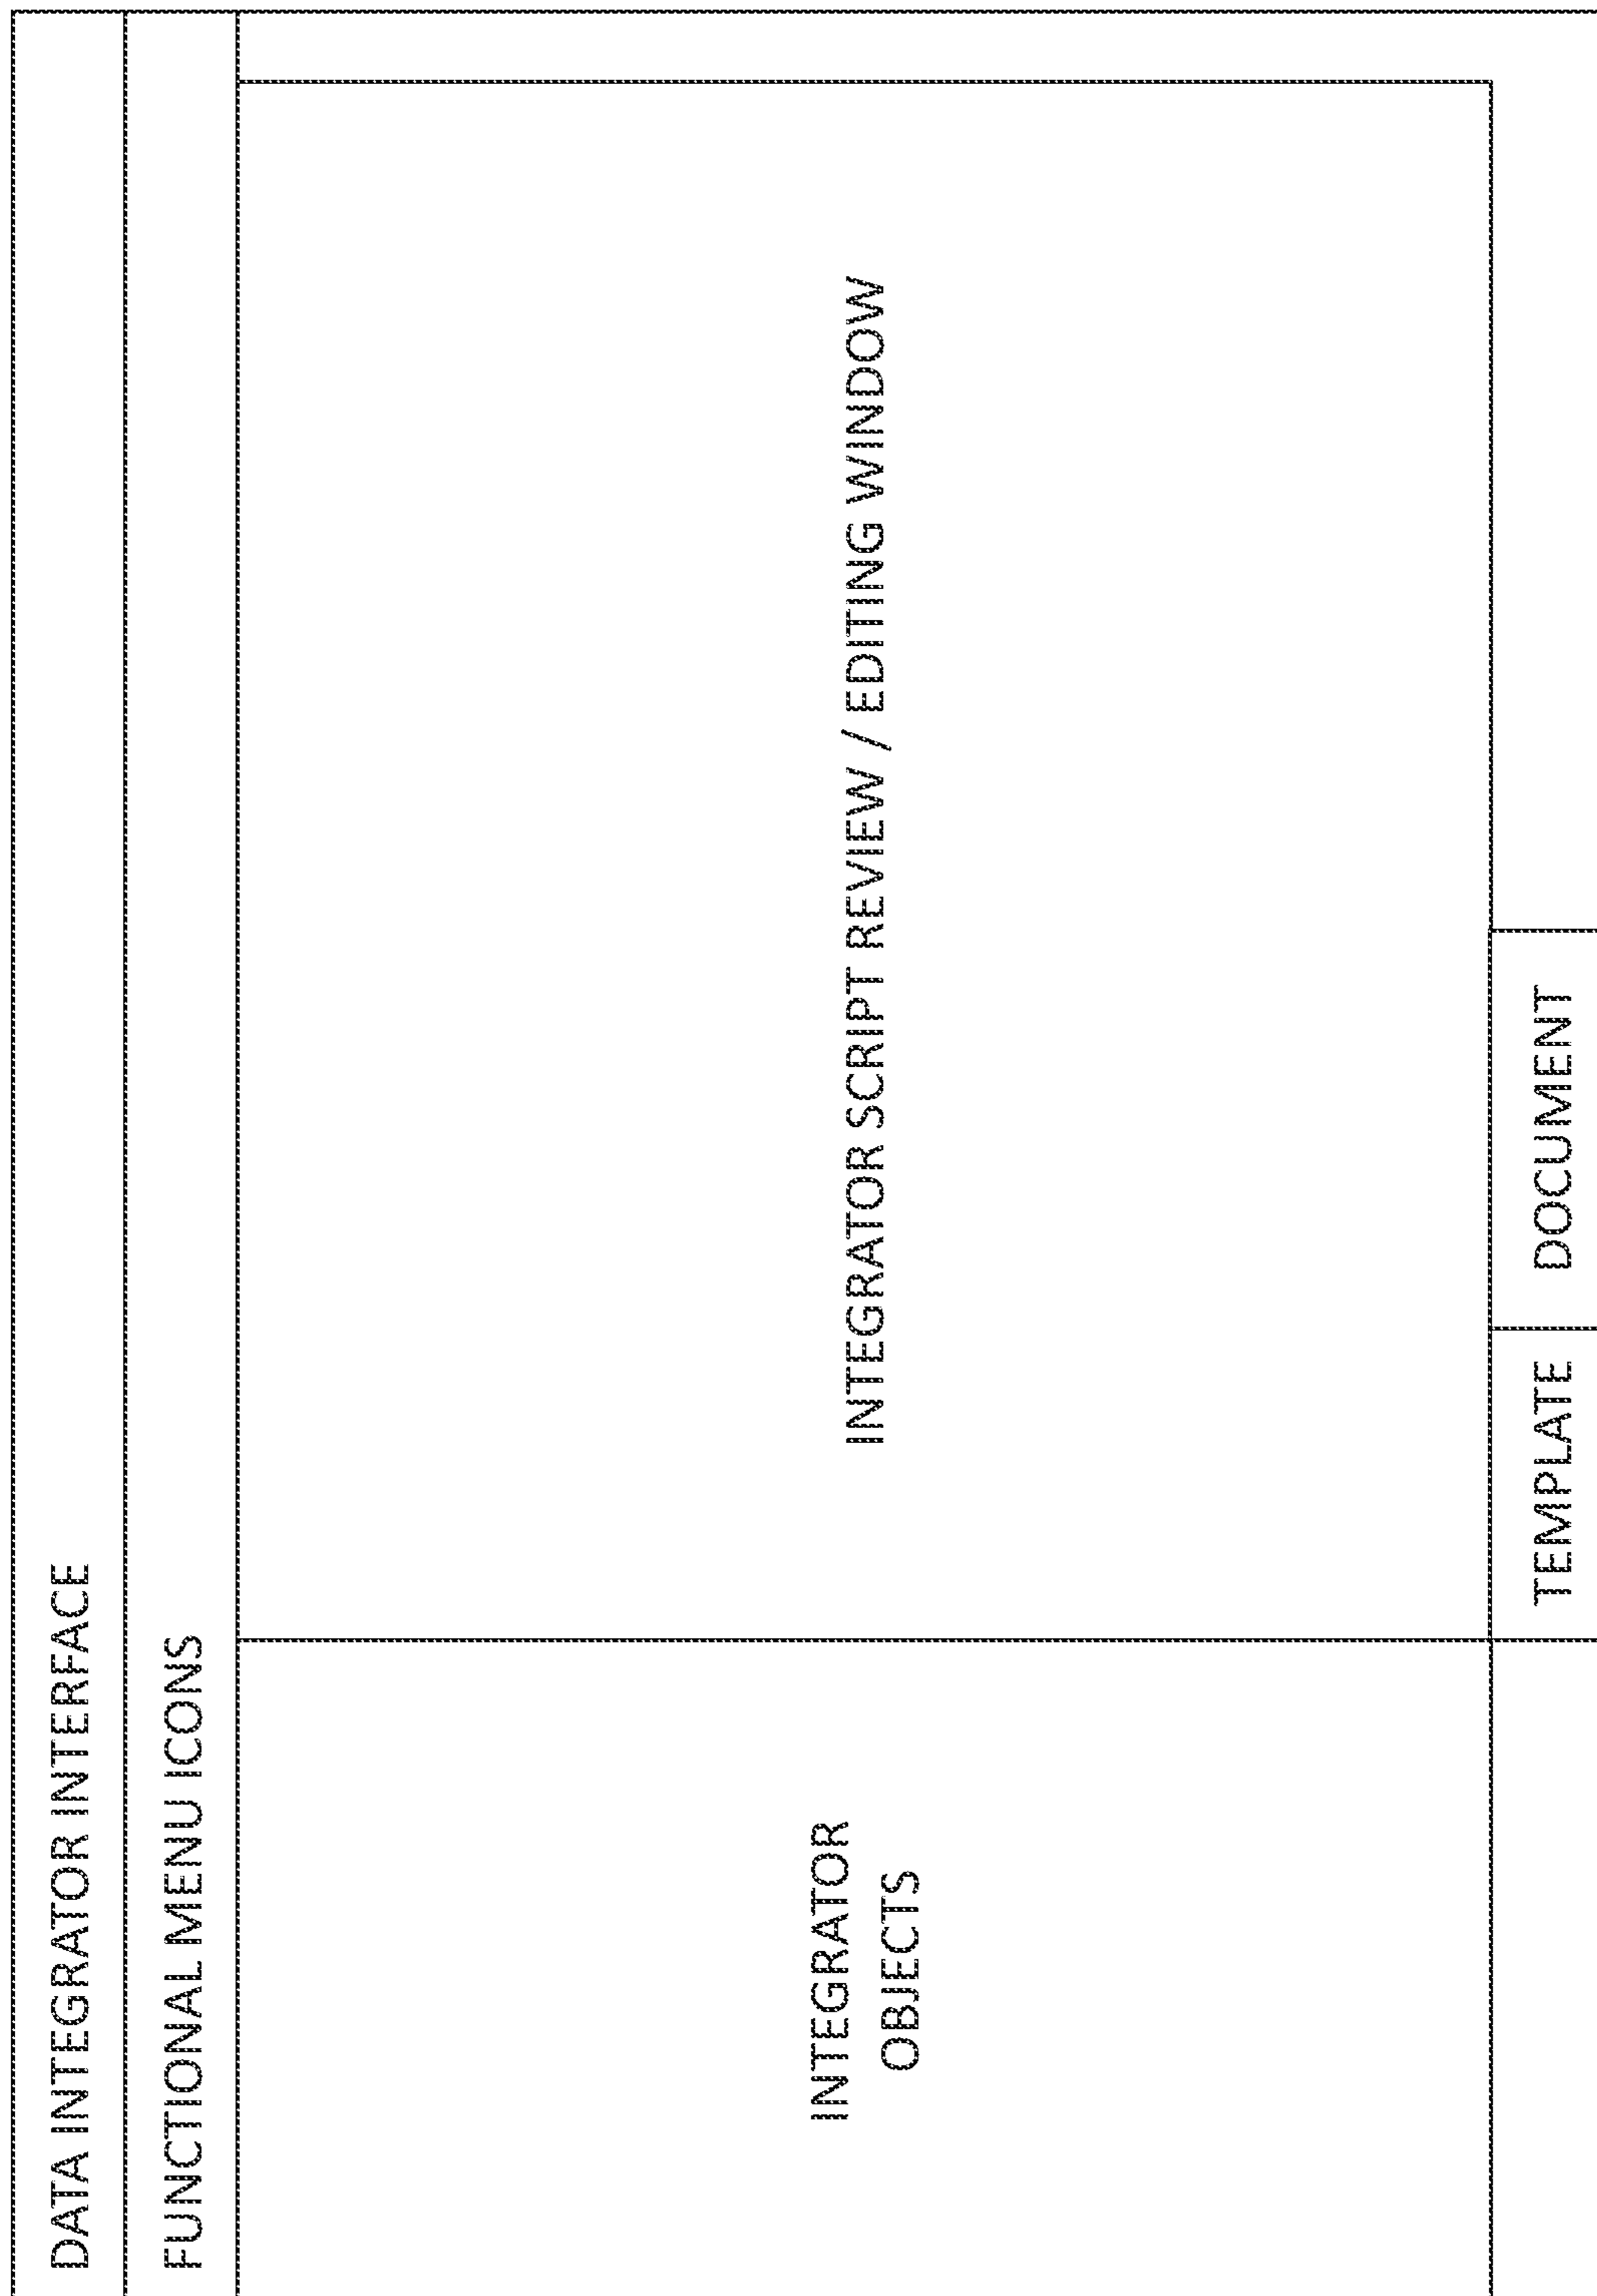 DATA INTEGRATOR INTERFACE
FUNCTIONAL MENU ICONS
INTEGRATOR
OBJECTS
INTEGRATOR SCRIPT REVIEW / EDITING WINDOW
TEMPLATE
DOCUMENT